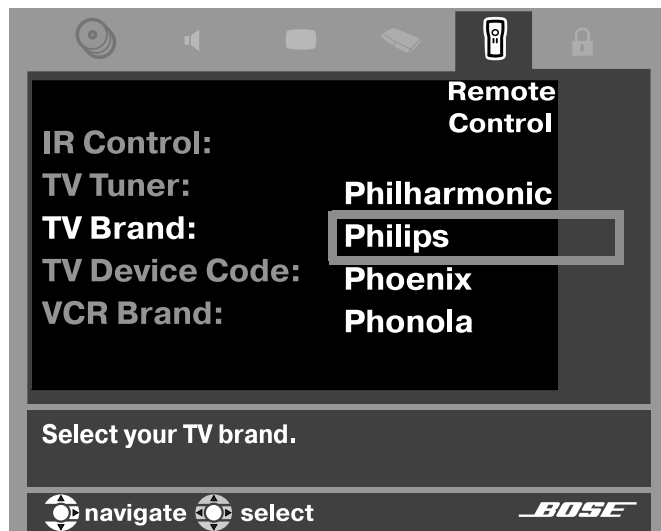 Remote
Control
IR Control:
TV Tuner:
Philharmonic
TV Brand:
Philips
TV Device Code:
Phoenix
VCR Brand:
Phonola
Select your TV brand.
navigate select
BOSE